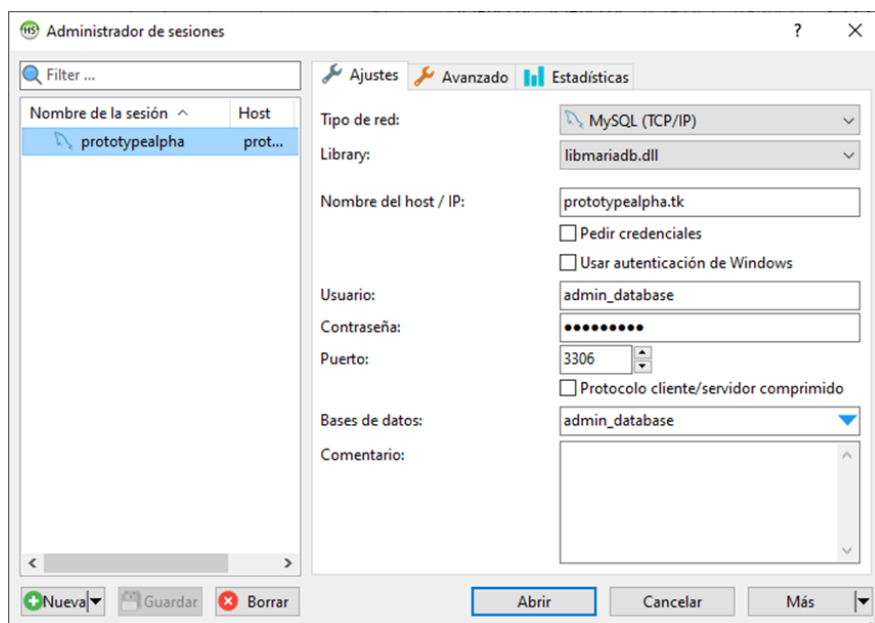 HS Administrador de sesiones ?
Filter ...
Nombre de la sesión Host
prototypealpha prot...
Ajustes Avanzado Estadísticas
Tipo de red: MySQL (TCP/IP)
Library: libmariadb.dll
Nombre del host / IP: prototypealpha.tk
Pedir credenciales
Usar autenticación de Windows
Usuario: admin_database
Contraseña: •••••••••
Puerto: 3306
Protocolo cliente/servidor comprimido
Bases de datos: admin_database
Comentario:
Nueva Guardar Borrar Abrir Cancelar Más